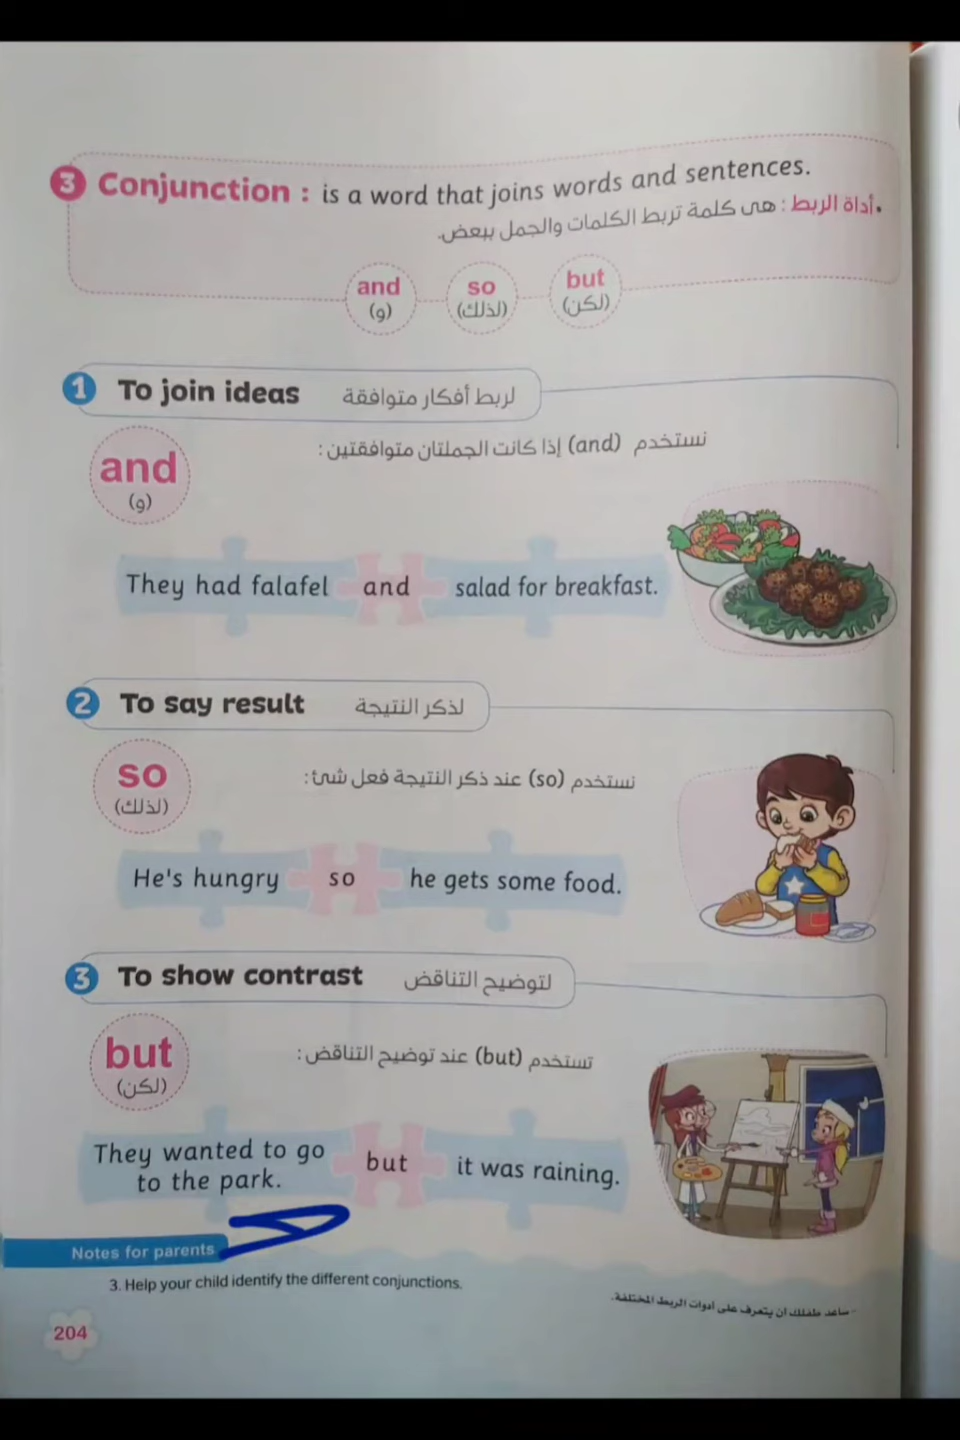 3 Conjunction : is a word that joins words and sentences.
• أداة الربط : هى كلمة تربط الكلمات والجمل ببعض.
and so but
(و) (لذلك) (لكن)
1 To join ideas لربط أفكار متوافقة
and
(و)
نستخدم (and) إذا كانت الجملتان متوافقتين :
They had falafel and salad for breakfast.
2 To say result لذكر النتيجة
so
(لذلك)
نستخدم (so) عند ذكر النتيجة فعل شئ :
He's hungry so he gets some food.
3 To show contrast لتوضيح التناقض
but
(لكن)
تستخدم (but) عند توضيح التناقض :
They wanted to go
to the park. but it was raining.
Notes for parents
3. Help your child identify the different conjunctions.
- ساعد طفلك ان يتعرف على ادوات الربط المختلفة.
204